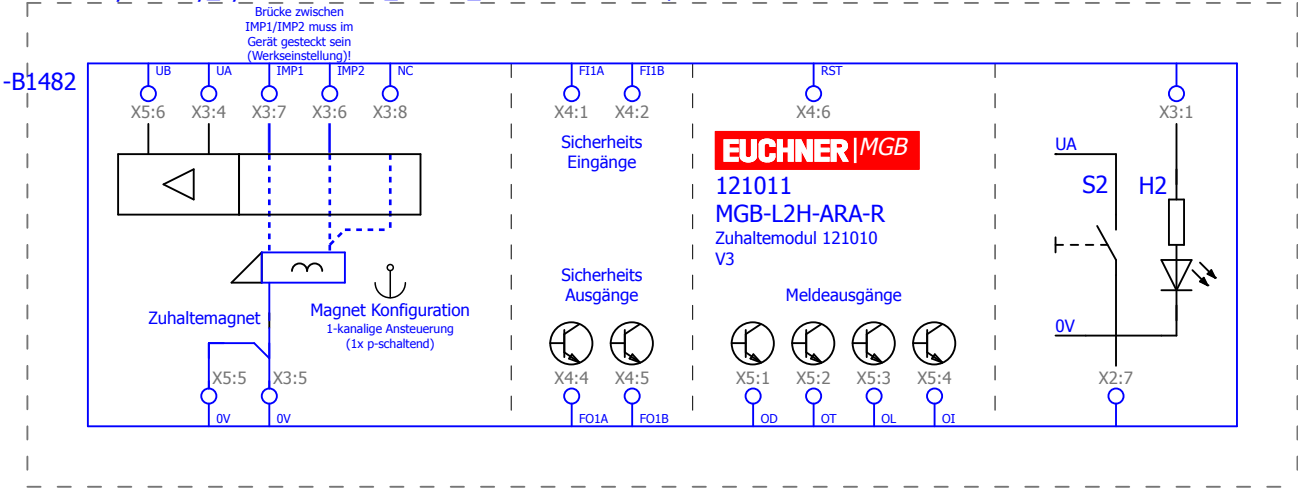 Brücke zwischen
IMP1/IMP2 muss im
Gerät gesteckt sein
(Werkseinstellung)!
-B1482
UB UA IMP1 IMP2 NC FI1A FI1B RST
X5:6 X3:4 X3:7 X3:6 X3:8 X4:1 X4:2 X4:6 X3:1
Sicherheits
Eingänge
EUCHNER|MGB
121011
MGB-L2H-ARA-R
Zuhaltemodul 121010
V3
UA
S2 H2
0V
Zuhaltemagnet
Magnet Konfiguration
1-kanalige Ansteuerung
(1x p-schaltend)
Sicherheits
Ausgänge
Meldeausgänge
X5:5 X3:5 X4:4 X4:5 X5:1 X5:2 X5:3 X5:4 X2:7
0V 0V FO1A FO1B OD OT OL OI